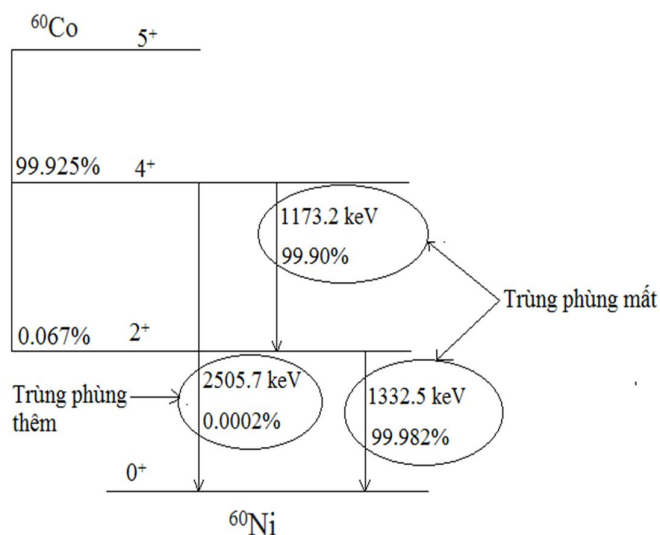 ⁶⁰Co
5⁺
99.925%
4⁺
1173.2 keV
99.90%
Trùng phùng mất
0.067%
2⁺
Trùng phùng
thêm
2505.7 keV
0.0002%
1332.5 keV
99.982%
0⁺
⁶⁰Ni